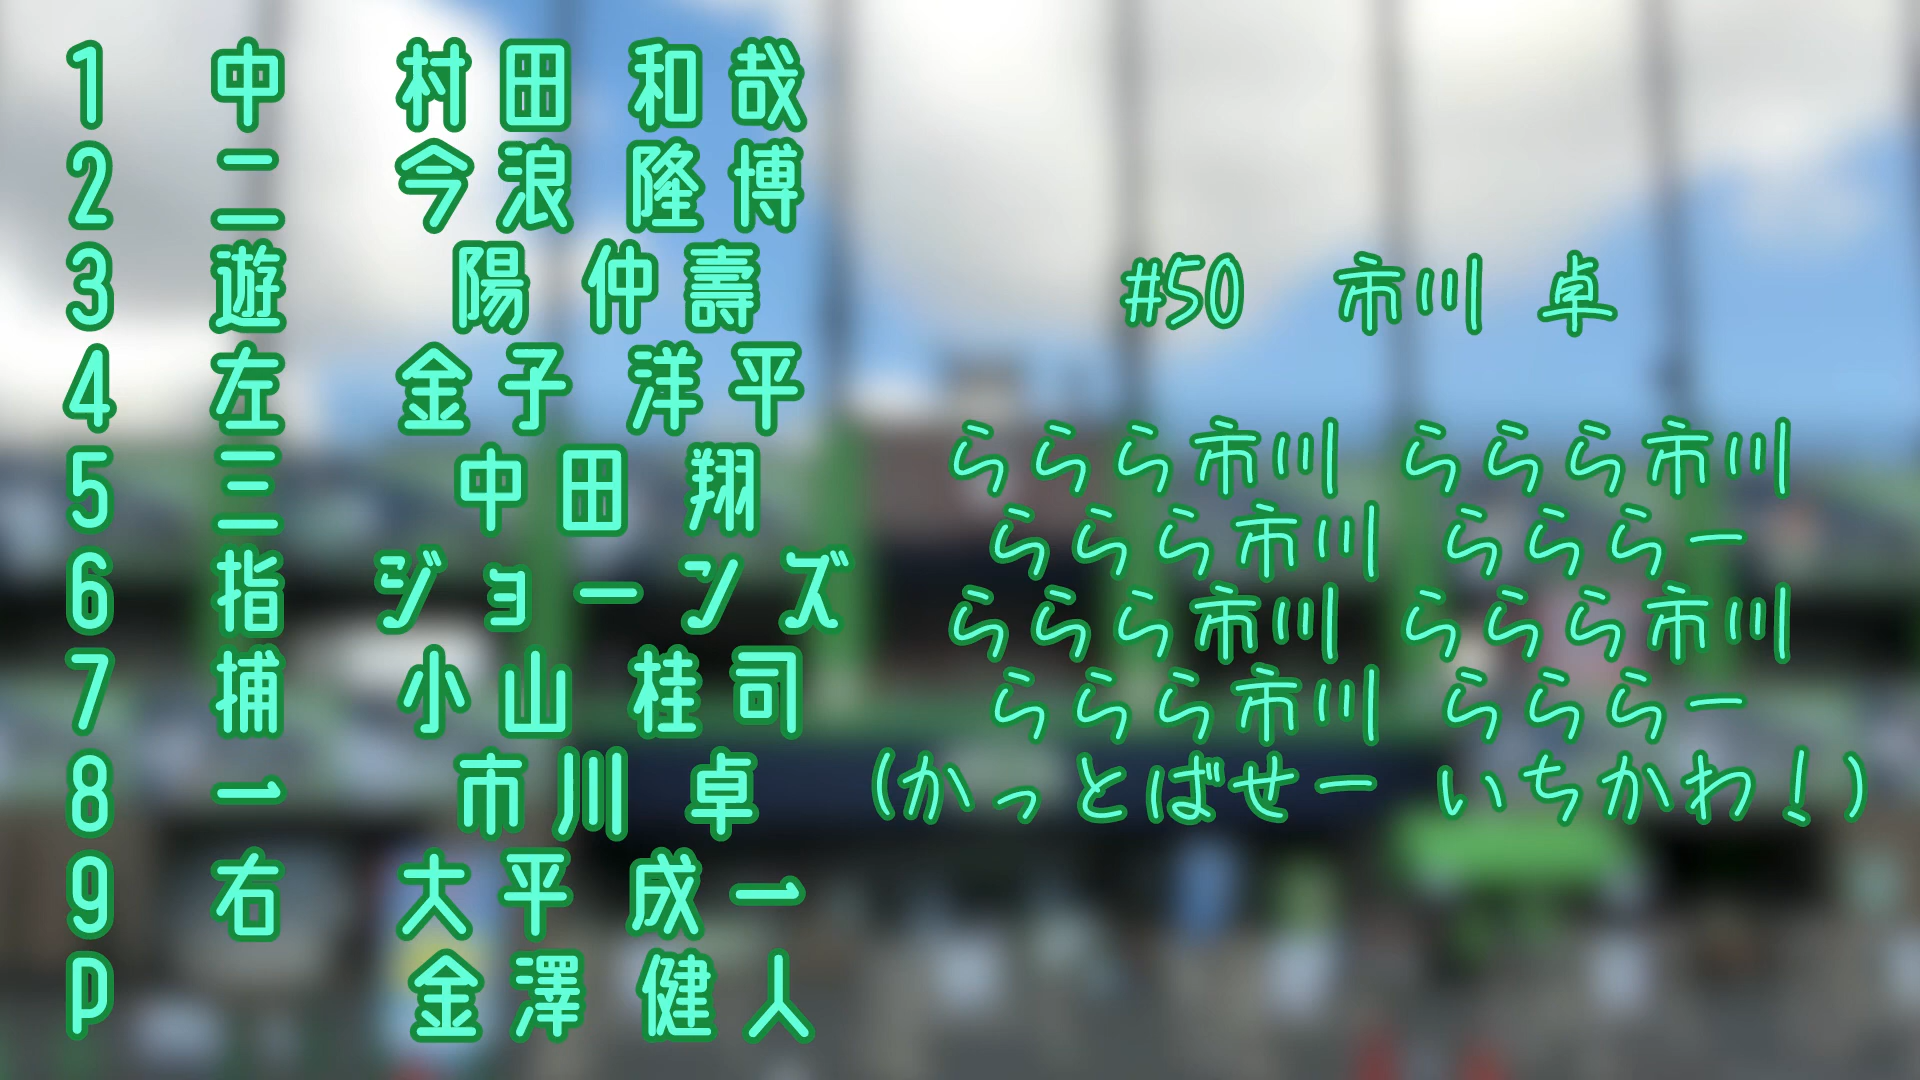 1 中 村田 和哉
2 二 今浪 隆博
3 遊 陽 仲壽
4 左 金子 洋平
5 三 中田 翔
6 指 ジョーンズ
7 捕 小山 桂司
8 一 市川 卓
9 右 大平 成一
P 金澤 健人
#50 市川 卓
ららら市川 ららら市川
ららら市川 らららー
ららら市川 ららら市川
ららら市川 らららー
(かっとばせー いちかわ!)